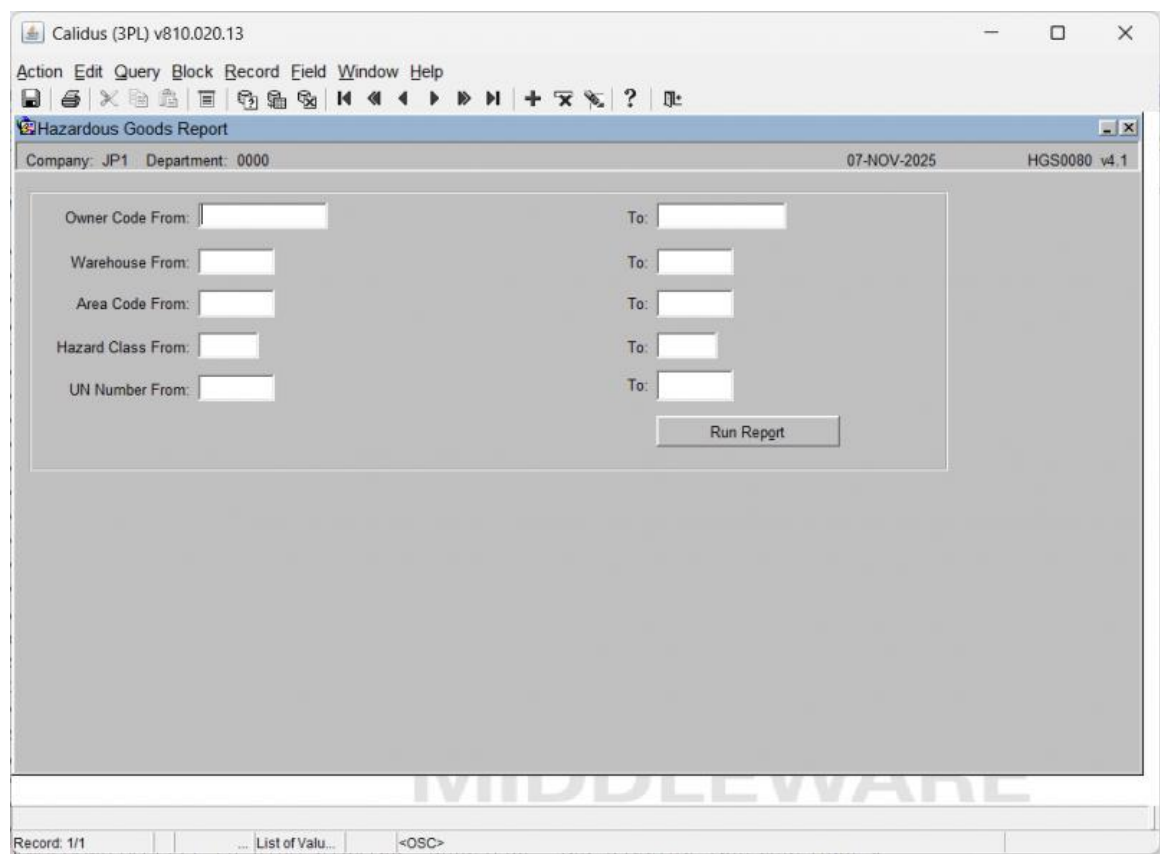 Calidus (3PL) v810.020.13
Action Edit Query Block Record Field Window Help
Hazardous Goods Report
Company: JP1 Department: 0000 07-NOV-2025 HGS0080 v4.1
Owner Code From: To:
Warehouse From: To:
Area Code From: To:
Hazard Class From: To:
UN Number From: To:
Run Report
MIDDLEWARE
Record: 1/1 ... List of Valu... <OSC>